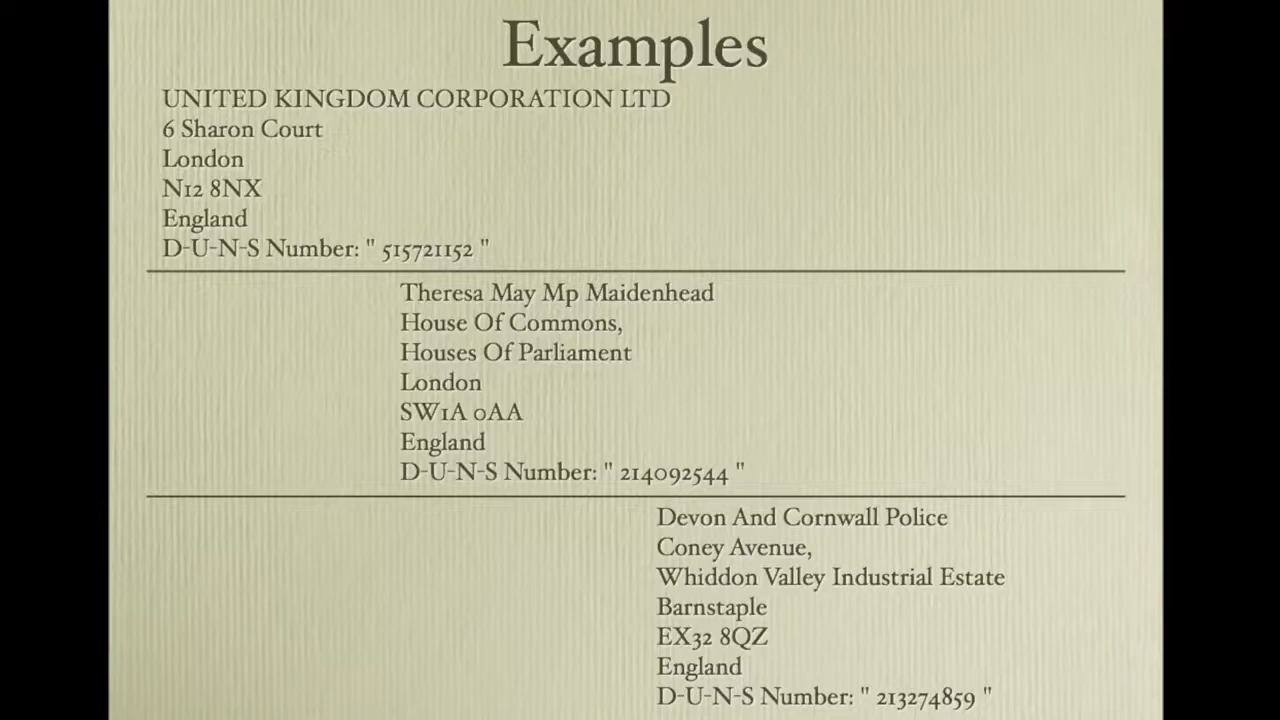 Examples
UNITED KINGDOM CORPORATION LTD
6 Sharon Court
London
N12 8NX
England
D-U-N-S Number: " 515721152 "
Theresa May Mp Maidenhead
House Of Commons,
Houses Of Parliament
London
SW1A 0AA
England
D-U-N-S Number: " 214092544 "
Devon And Cornwall Police
Coney Avenue,
Whiddon Valley Industrial Estate
Barnstaple
EX32 8QZ
England
D-U-N-S Number: " 213274859 "